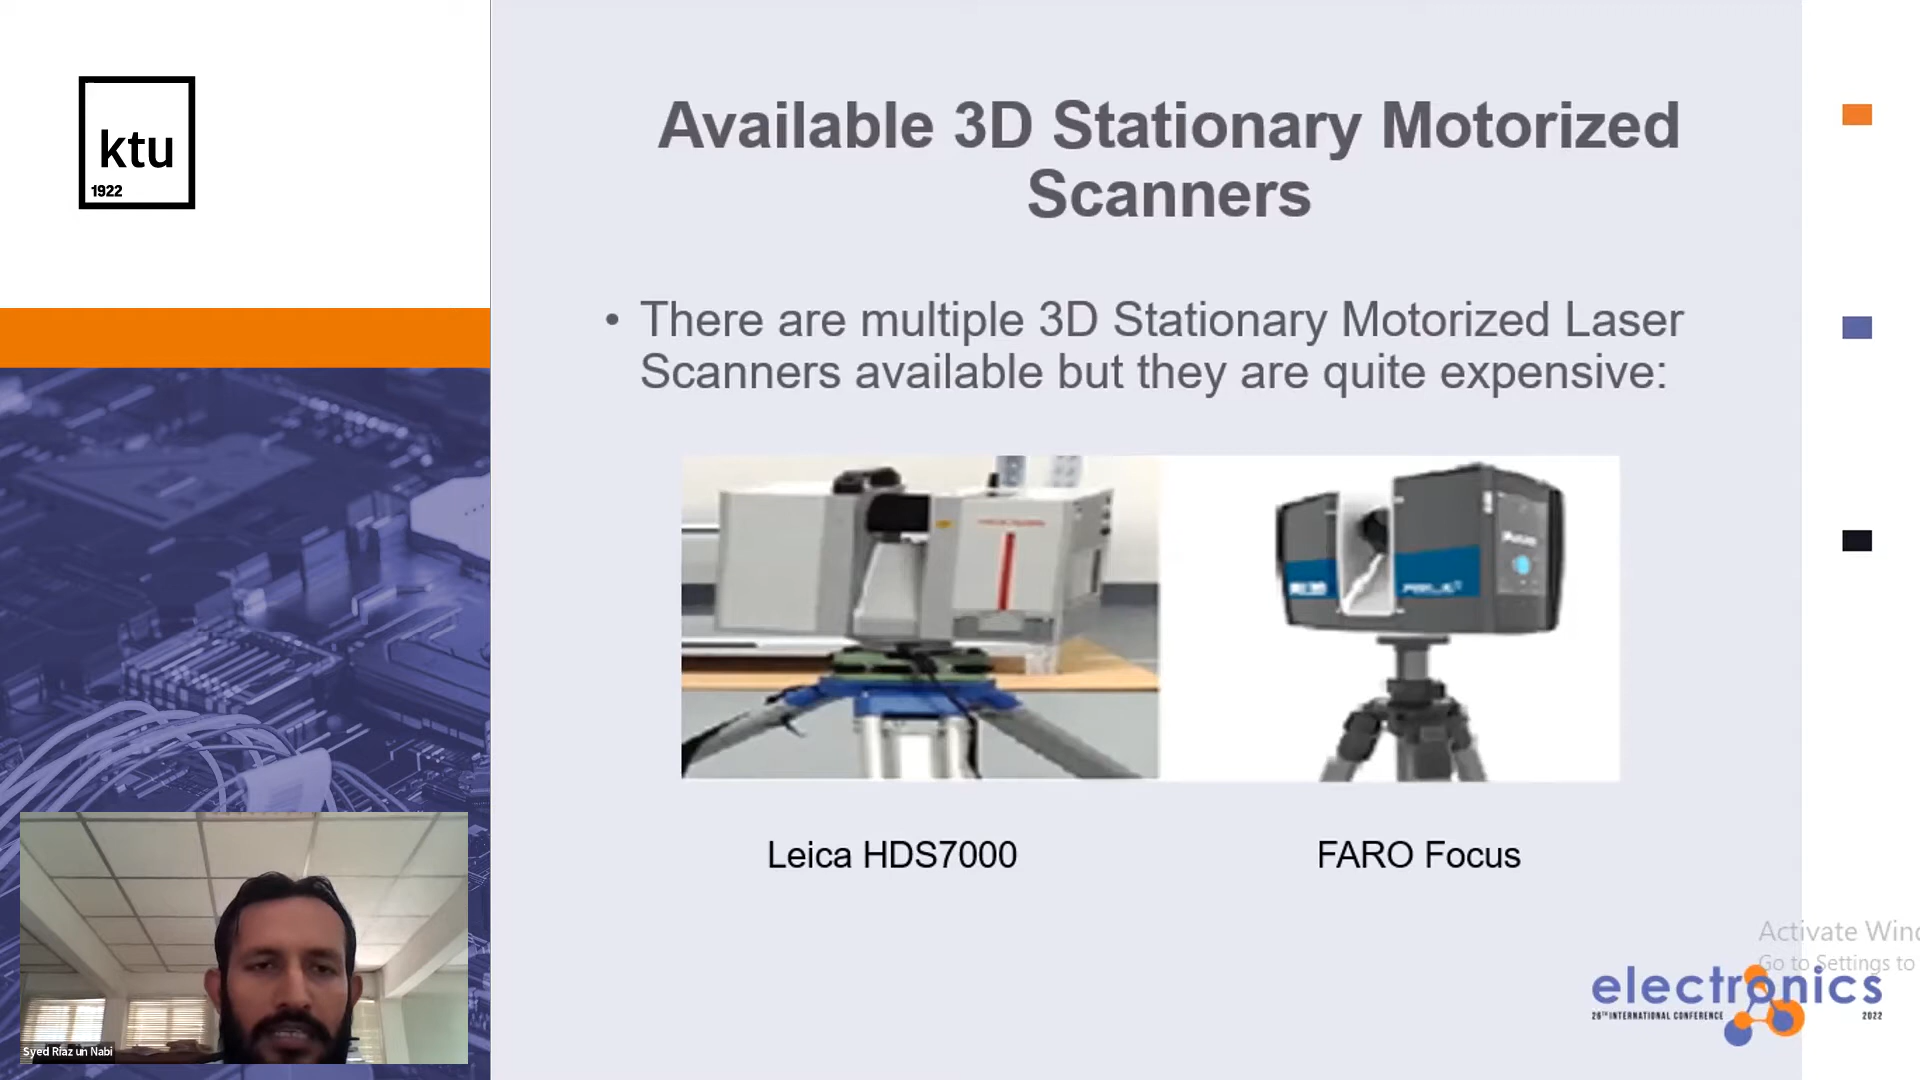 ktu
1922
Available 3D Stationary Motorized
Scanners
• There are multiple 3D Stationary Motorized Laser
Scanners available but they are quite expensive:
Leica HDS7000
FARO Focus
Activate Wind
Go to Settings to
electronics
26TH INTERNATIONAL CONFERENCE
2022
Syed Riaz un Nabi